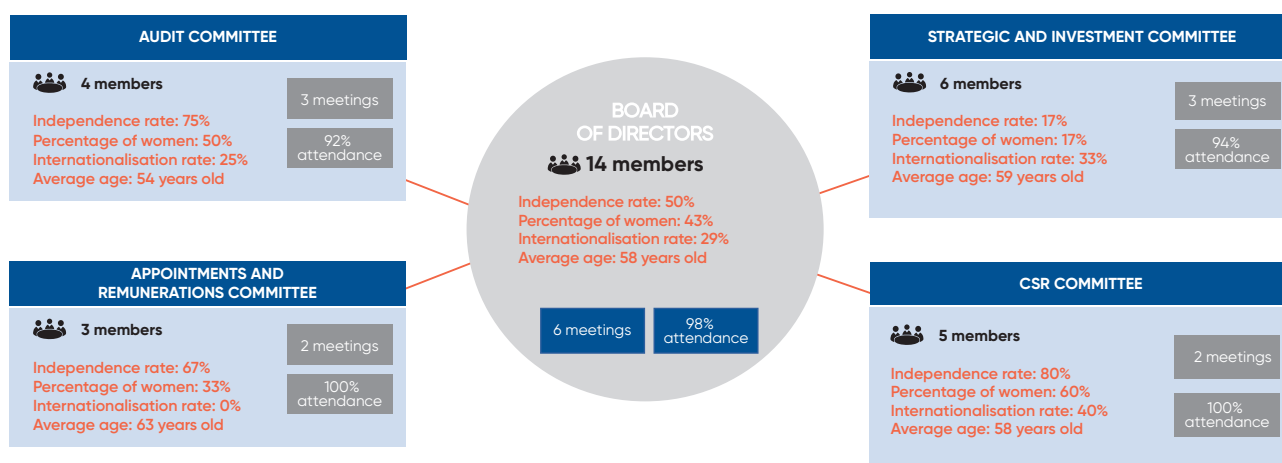 AUDIT COMMITTEE
4 members
3 meetings
Independence rate: 75%
Percentage of women: 50%
Internationalisation rate: 25%
Average age: 54 years old
92%
attendance
STRATEGIC AND INVESTMENT COMMITTEE
6 members
3 meetings
Independence rate: 17%
Percentage of women: 17%
Internationalisation rate: 33%
Average age: 59 years old
94%
attendance
BOARD
OF DIRECTORS
14 members
Independence rate: 50%
Percentage of women: 43%
Internationalisation rate: 29%
Average age: 58 years old
6 meetings
98%
attendance
APPOINTMENTS AND
REMUNERATIONS COMMITTEE
3 members
2 meetings
Independence rate: 67%
Percentage of women: 33%
Internationalisation rate: 0%
Average age: 63 years old
100%
attendance
CSR COMMITTEE
5 members
2 meetings
Independence rate: 80%
Percentage of women: 60%
Internationalisation rate: 40%
Average age: 58 years old
100%
attendance